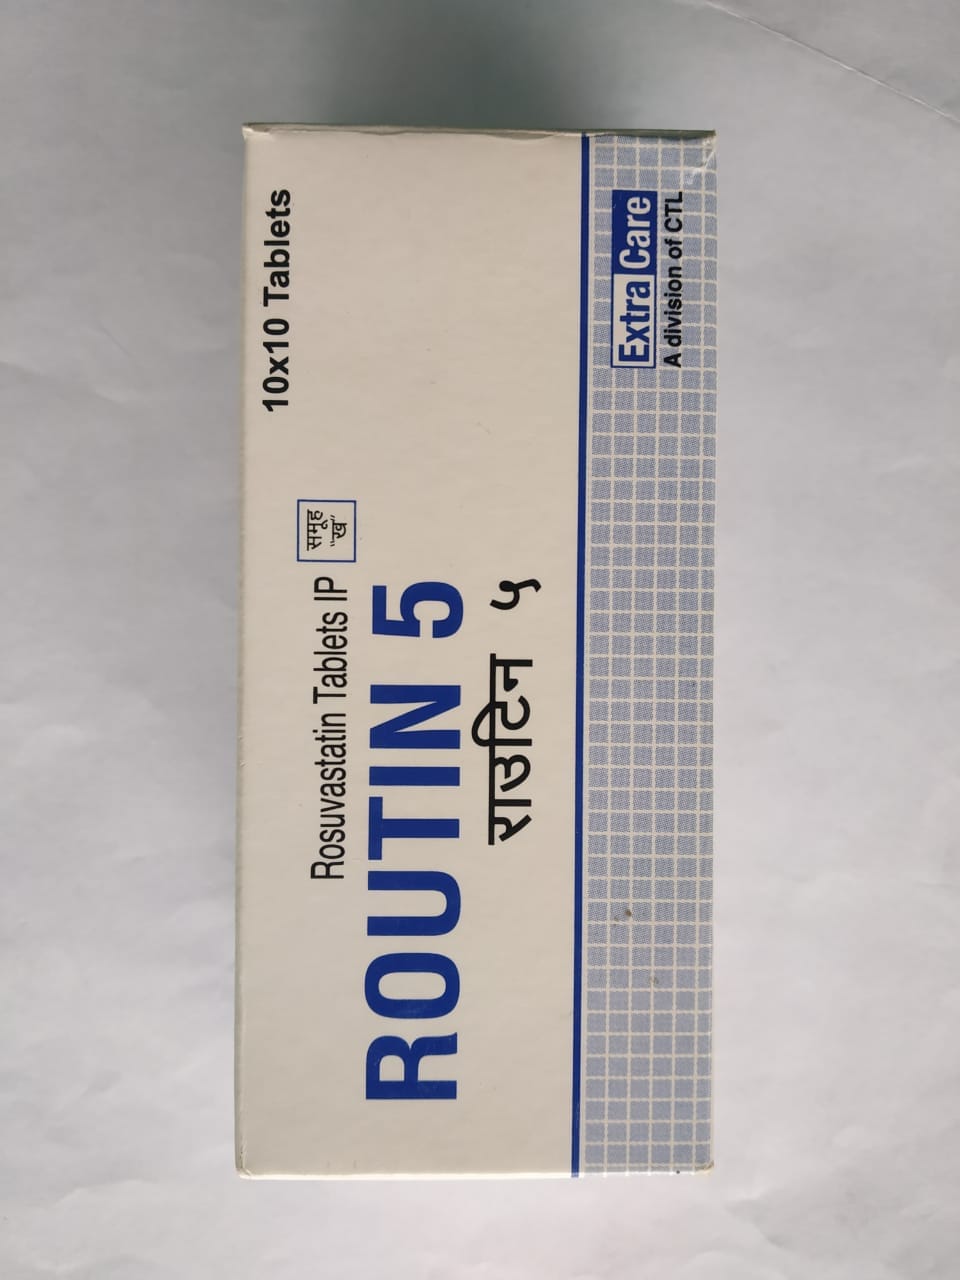 10x10 Tablets
Rosuvastatin Tablets IP
समूह
"ख"
ROUTIN 5
राउटिन ५
Extra Care
A division of CTL